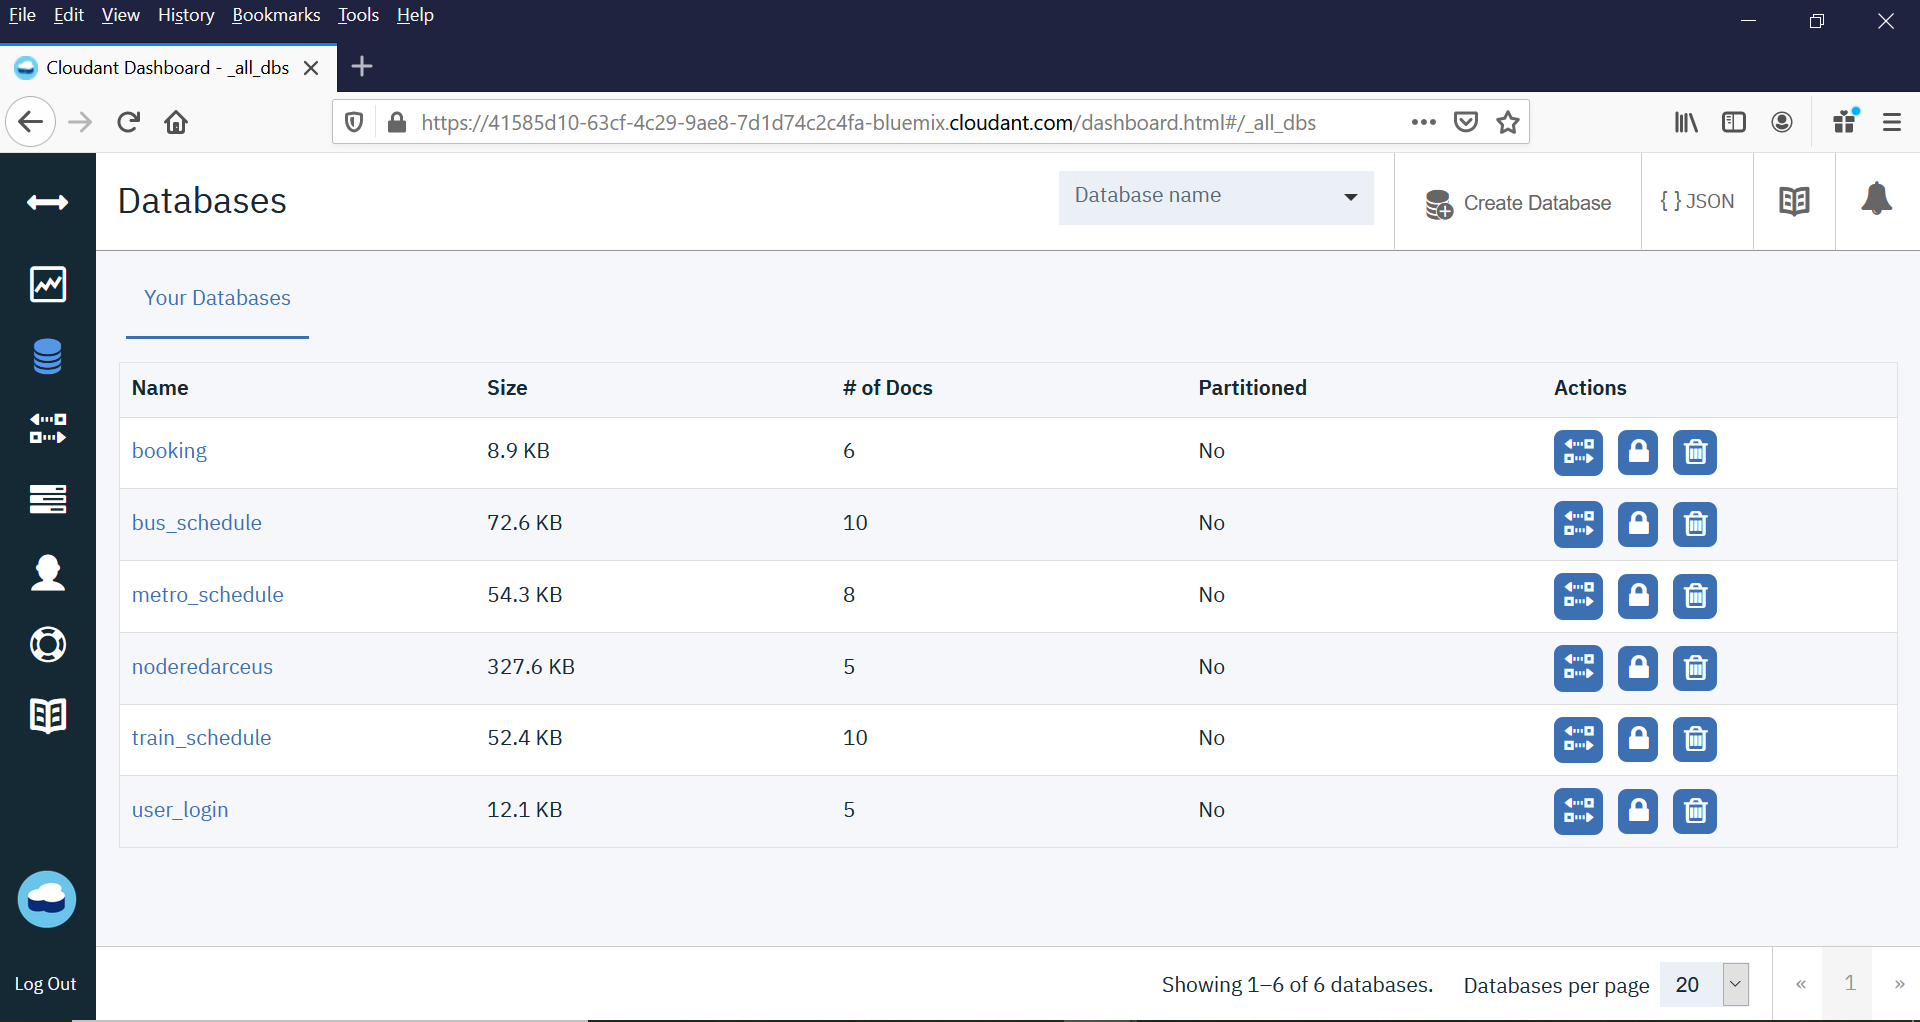 File Edit View History Bookmarks Tools Help
Cloudant Dashboard - _all_dbs
https://41585d10-63cf-4c29-9ae8-7d1d74c2c4fa-bluemix.cloudant.com/dashboard.html#/_all_dbs
Databases
Database name
Create Database
{ } JSON
Your Databases
Name Size # of Docs Partitioned Actions
booking 8.9 KB 6 No
bus_schedule 72.6 KB 10 No
metro_schedule 54.3 KB 8 No
noderedarceus 327.6 KB 5 No
train_schedule 52.4 KB 10 No
user_login 12.1 KB 5 No
Log Out
Showing 1–6 of 6 databases. Databases per page 20 « 1 »